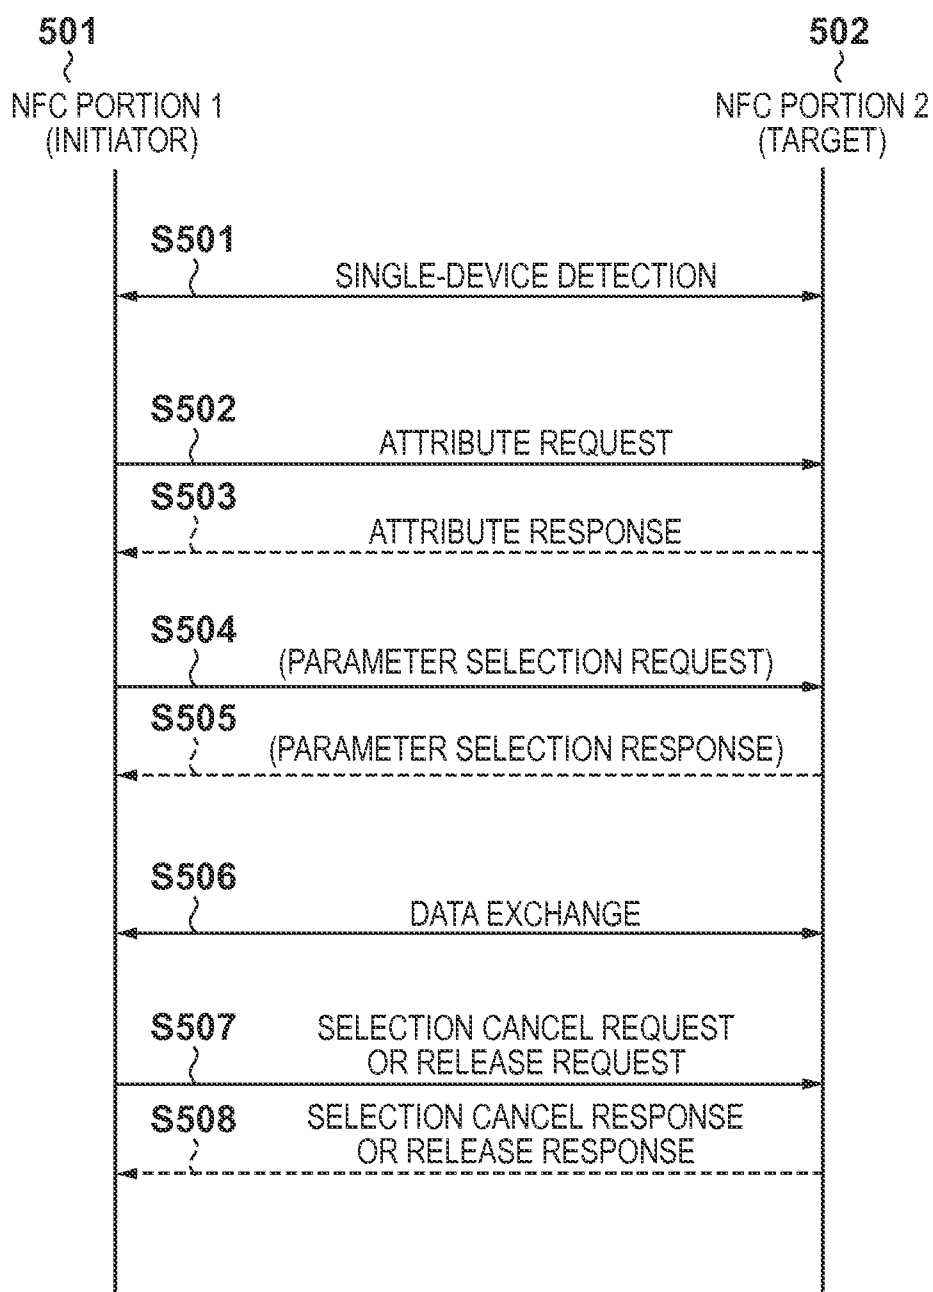 501
502
NFC PORTION 1
(INITIATOR)
NFC PORTION 2
(TARGET)
S501
SINGLE-DEVICE DETECTION
S502
ATTRIBUTE REQUEST
S503
ATTRIBUTE RESPONSE
S504
(PARAMETER SELECTION REQUEST)
S505
(PARAMETER SELECTION RESPONSE)
S506
DATA EXCHANGE
S507
SELECTION CANCEL REQUEST
OR RELEASE REQUEST
S508
SELECTION CANCEL RESPONSE
OR RELEASE RESPONSE